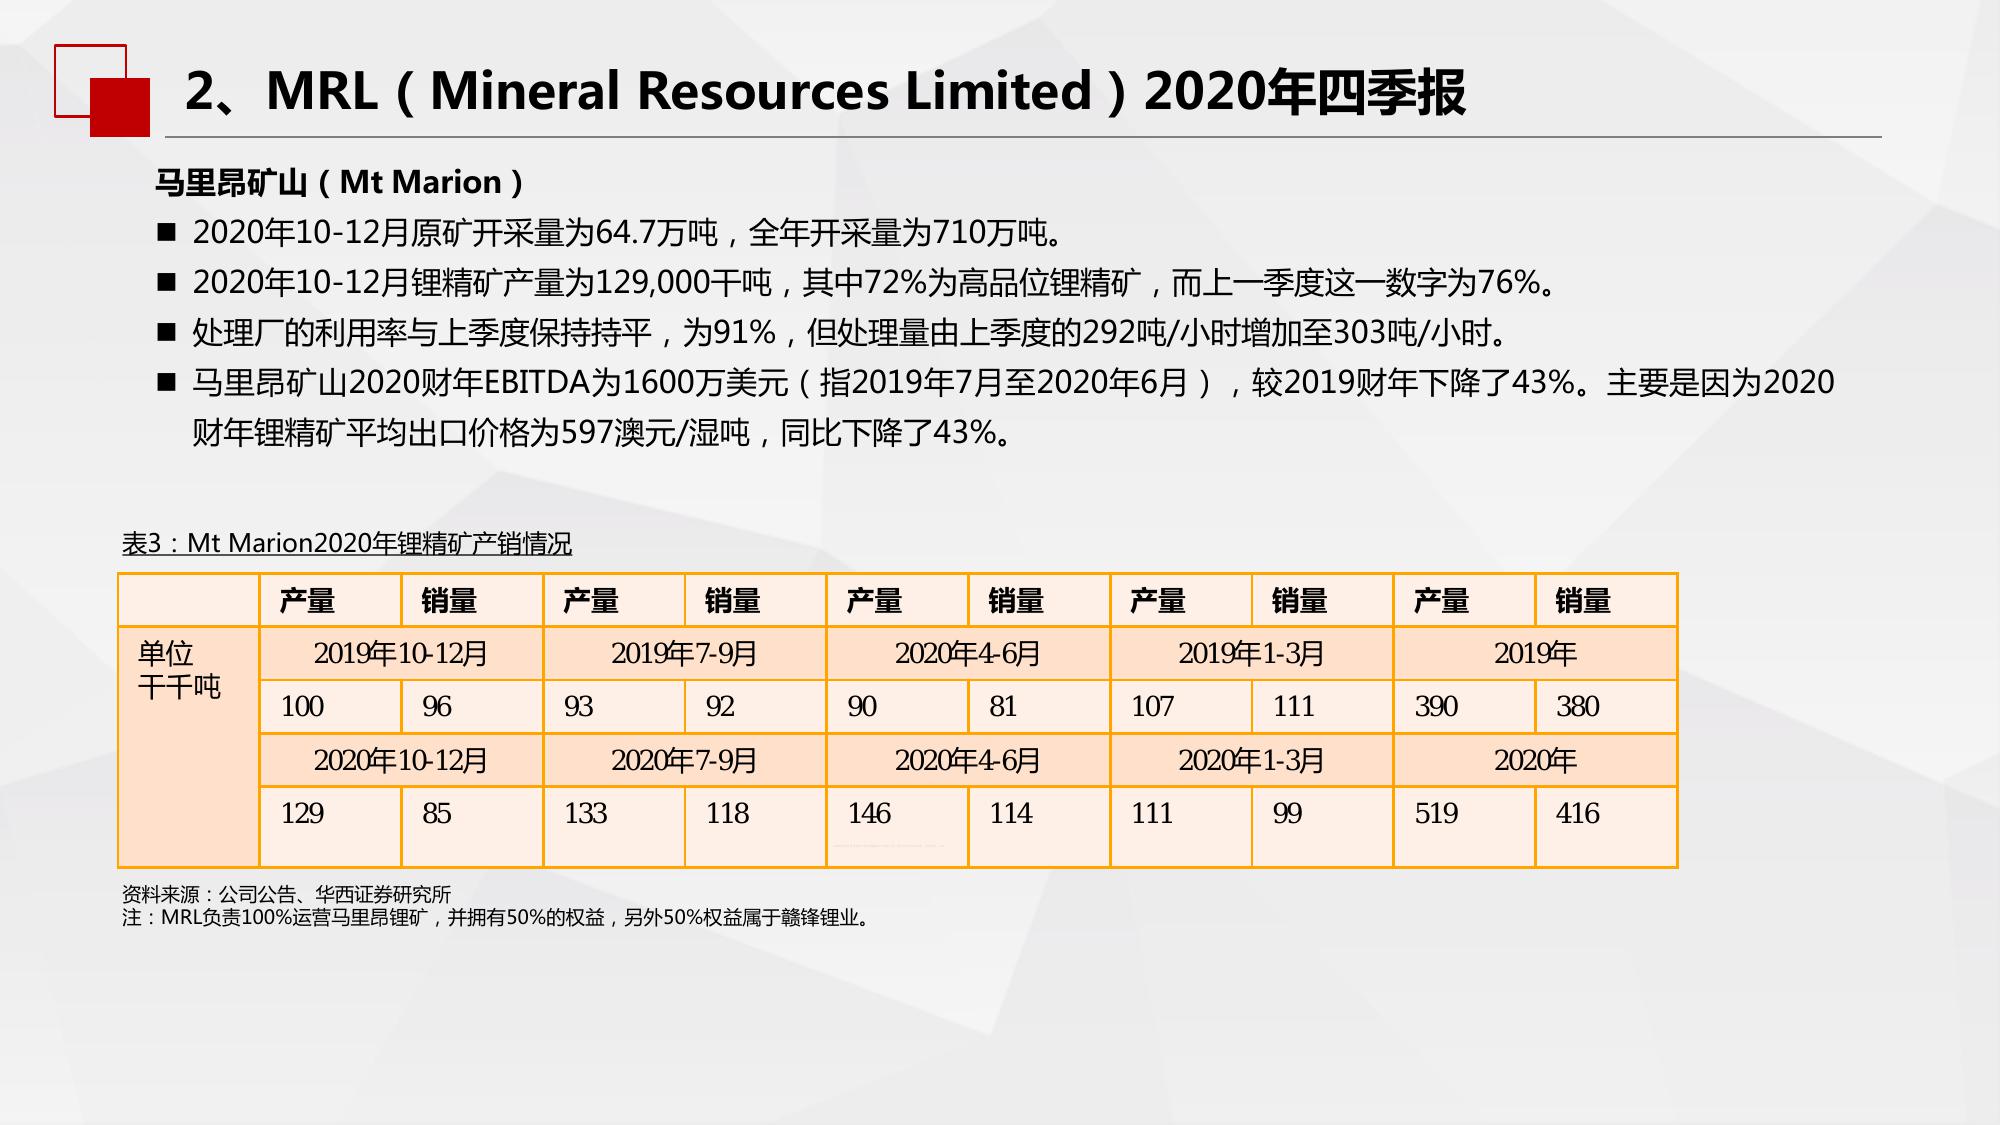 2、MRL（Mineral Resources Limited）2020年四季报
马里昂矿山（Mt Marion）
■ 2020年10-12月原矿开采量为64.7万吨，全年开采量为710万吨。
■ 2020年10-12月锂精矿产量为129,000干吨，其中72%为高品位锂精矿，而上一季度这一数字为76%。
■ 处理厂的利用率与上季度保持持平，为91%，但处理量由上季度的292吨/小时增加至303吨/小时。
■ 马里昂矿山2020财年EBITDA为1600万美元（指2019年7月至2020年6月），较2019财年下降了43%。主要是因为2020
财年锂精矿平均出口价格为597澳元/湿吨，同比下降了43%。
表3：Mt Marion2020年锂精矿产销情况
产量 销量 产量 销量 产量 销量 产量 销量 产量 销量
单位
干千吨
2019年10-12月 2019年7-9月 2020年4-6月 2019年1-3月 2019年
100 96 93 92 90 81 107 111 390 380
2020年10-12月 2020年7-9月 2020年4-6月 2020年1-3月 2020年
129 85 133 118 146 114 111 99 519 416
资料来源：公司公告、华西证券研究所
注：MRL负责100%运营马里昂锂矿，并拥有50%的权益，另外50%权益属于赣锋锂业。